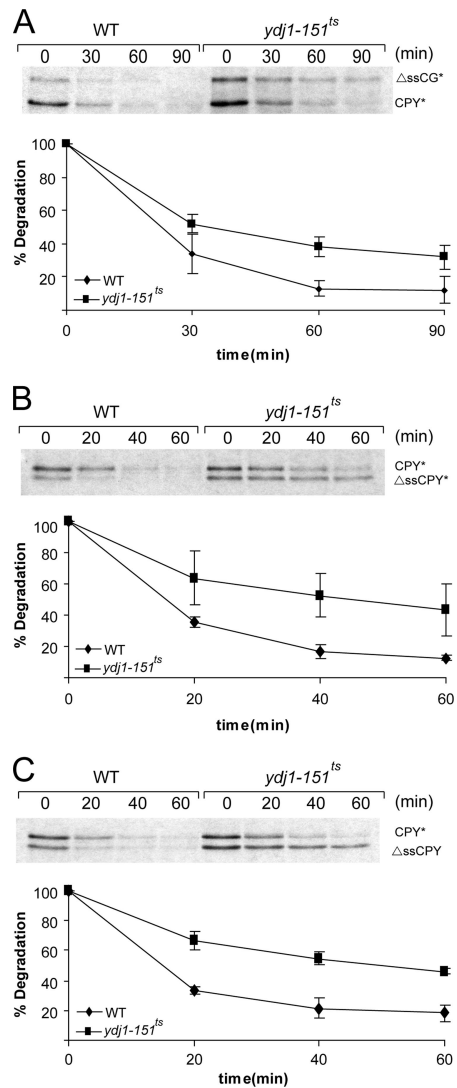 A
WT ydj1-151ts
0 30 60 90 0 30 60 90 (min)
△ssCG*
CPY*
% Degradation
100
80
60
40
20
WT
ydj1-151ts
0 30 60 90
time(min)
B
WT ydj1-151ts
0 20 40 60 0 20 40 60 (min)
CPY*
△ssCPY*
% Degradation
100
80
60
40
20
WT
ydj1-151ts
0 20 40 60
time(min)
C
WT ydj1-151ts
0 20 40 60 0 20 40 60 (min)
CPY*
△ssCPY
% Degradation
100
80
60
40
20
WT
ydj1-151ts
0 20 40 60
time(min)